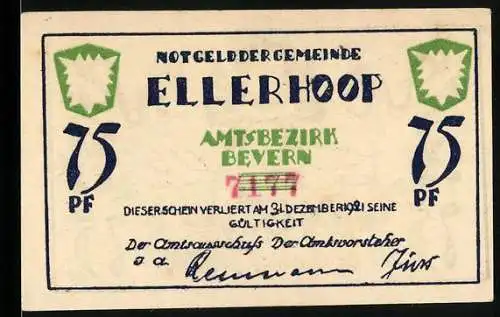 NOTGELD DER GEMEINDE
ELLERHOOP
75 PF
AMTSBEZIRK
BEVERN
75 PF
7177
DIESER SCHEIN VERLIERT AM 31 DEZEMBER 1921 SEINE
GÜLTIGKEIT
Der Amtsausschuß Der Amtsvorsteher